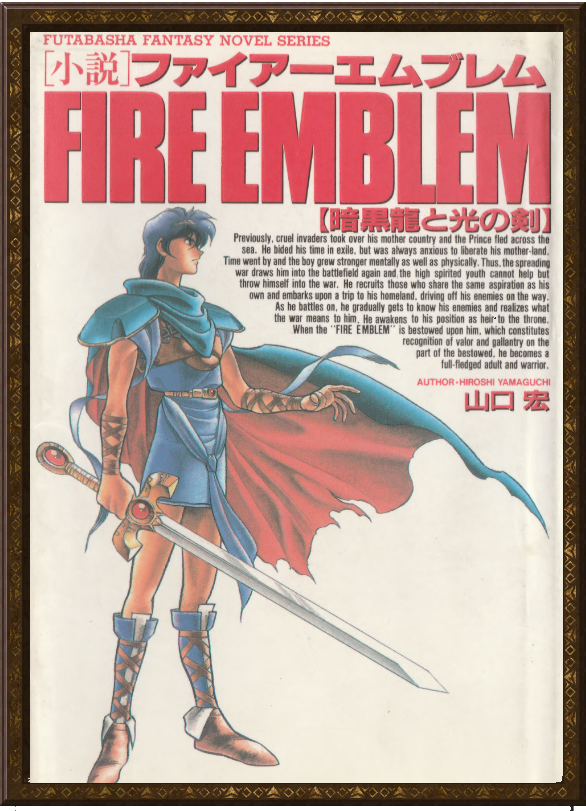 FUTABASHA FANTASY NOVEL SERIES
[小説]ファイアーエムブレム
FIRE EMBLEM
【暗黒龍と光の剣】
Previously, cruel invaders took over his mother country and the Prince fled across the
sea. He bided his time in exile, but was always anxious to liberate his mother-land.
Time went by and the boy grew stronger mentally as well as physically. Thus, the spreading
war draws him into the battlefield again and the high spirited youth cannot help but
throw himself into the war. He recruits those who share the same aspiration as his
own and embarks upon a trip to his homeland, driving off his enemies on the way.
As he battles on, he gradually gets to know his enemies and realizes what
the war means to him. He awakens to his position as heir to the throne.
When the "FIRE EMBLEM" is bestowed upon him, which constitutes
recognition of valor and gallantry on the
part of the bestowed, he becomes a
full-fledged adult and warrior.
AUTHOR・HIROSHI YAMAGUCHI
山口 宏